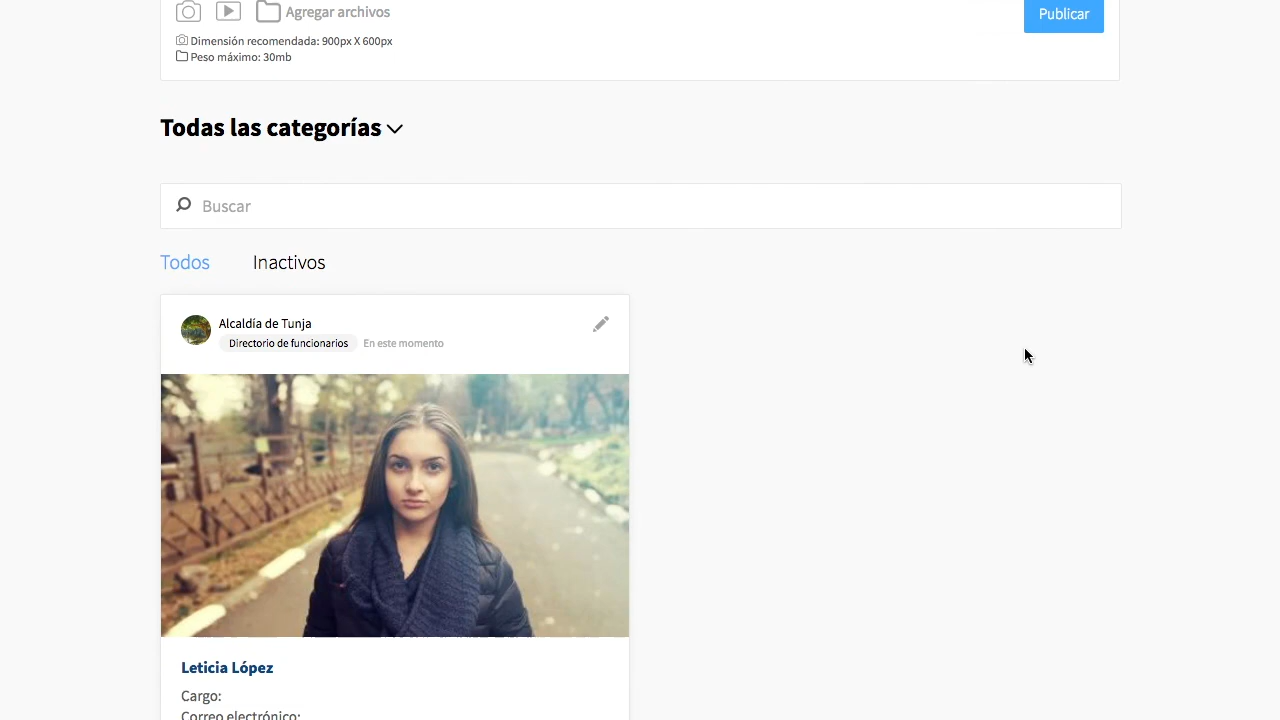 Agregar archivos
Publicar
Dimensión recomendada: 900px X 600px
Peso máximo: 30mb
Todas las categorías
Buscar
Todos Inactivos
Alcaldía de Tunja
Directorio de funcionarios En este momento
Leticia López
Cargo:
Correo electrónico: